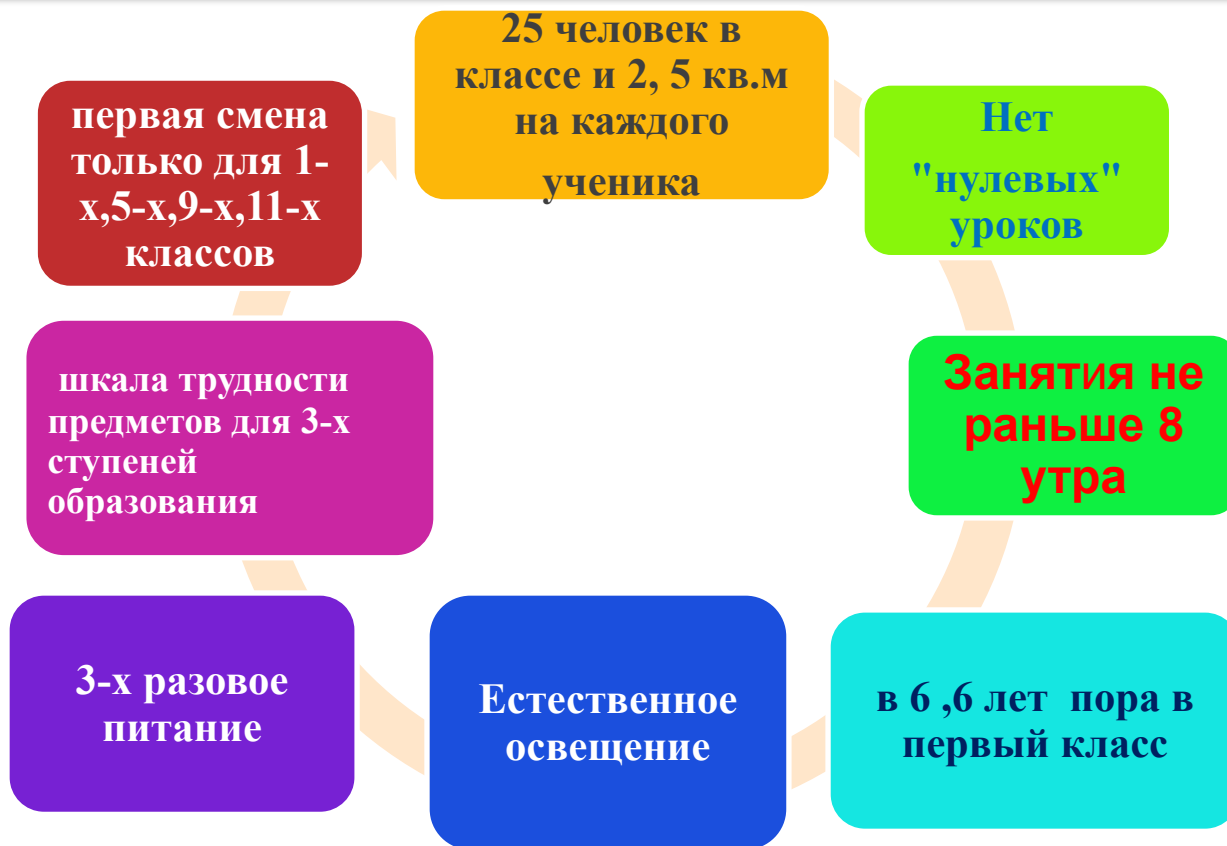 25 человек в
классе и 2, 5 кв.м
на каждого
ученика
Нет
"нулевых"
уроков
Занятия не
раньше 8
утра
в 6 ,6 лет пора в
первый класс
Естественное
освещение
3-х разовое
питание
шкала трудности
предметов для 3-х
ступеней
образования
первая смена
только для 1-
х,5-х,9-х,11-х
классов